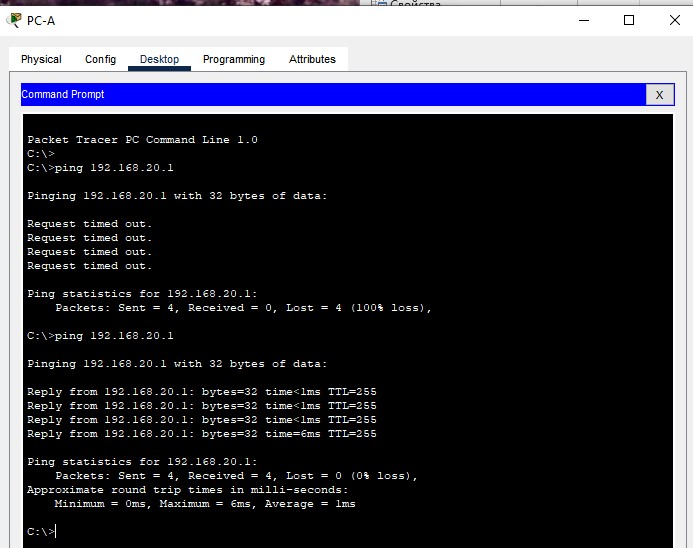 Свойства
PC-A
Physical Config Desktop Programming Attributes
Command Prompt X
Packet Tracer PC Command Line 1.0
C:\>
C:\>ping 192.168.20.1
Pinging 192.168.20.1 with 32 bytes of data:
Request timed out.
Request timed out.
Request timed out.
Request timed out.
Ping statistics for 192.168.20.1:
Packets: Sent = 4, Received = 0, Lost = 4 (100% loss),
C:\>ping 192.168.20.1
Pinging 192.168.20.1 with 32 bytes of data:
Reply from 192.168.20.1: bytes=32 time<1ms TTL=255
Reply from 192.168.20.1: bytes=32 time<1ms TTL=255
Reply from 192.168.20.1: bytes=32 time<1ms TTL=255
Reply from 192.168.20.1: bytes=32 time=6ms TTL=255
Ping statistics for 192.168.20.1:
Packets: Sent = 4, Received = 4, Lost = 0 (0% loss),
Approximate round trip times in milli-seconds:
Minimum = 0ms, Maximum = 6ms, Average = 1ms
C:\>